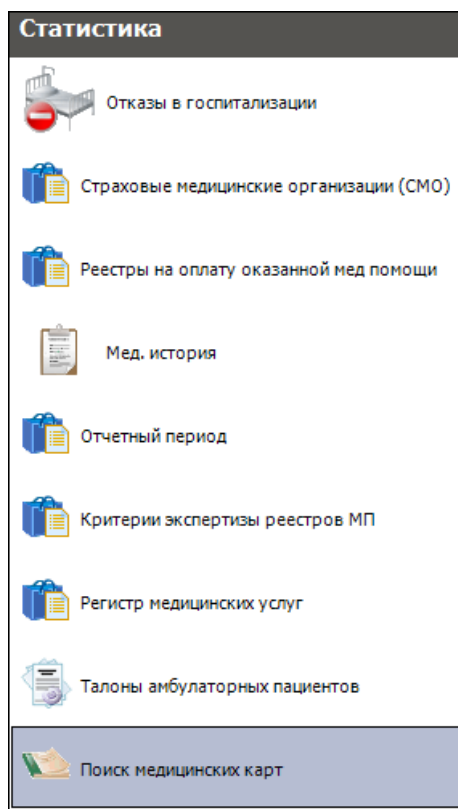 Статистика
Отказы в госпитализации
Страховые медицинские организации (СМО)
Реестры на оплату оказанной мед помощи
Мед. история
Отчетный период
Критерии экспертизы реестров МП
Регистр медицинских услуг
Талоны амбулаторных пациентов
Поиск медицинских карт